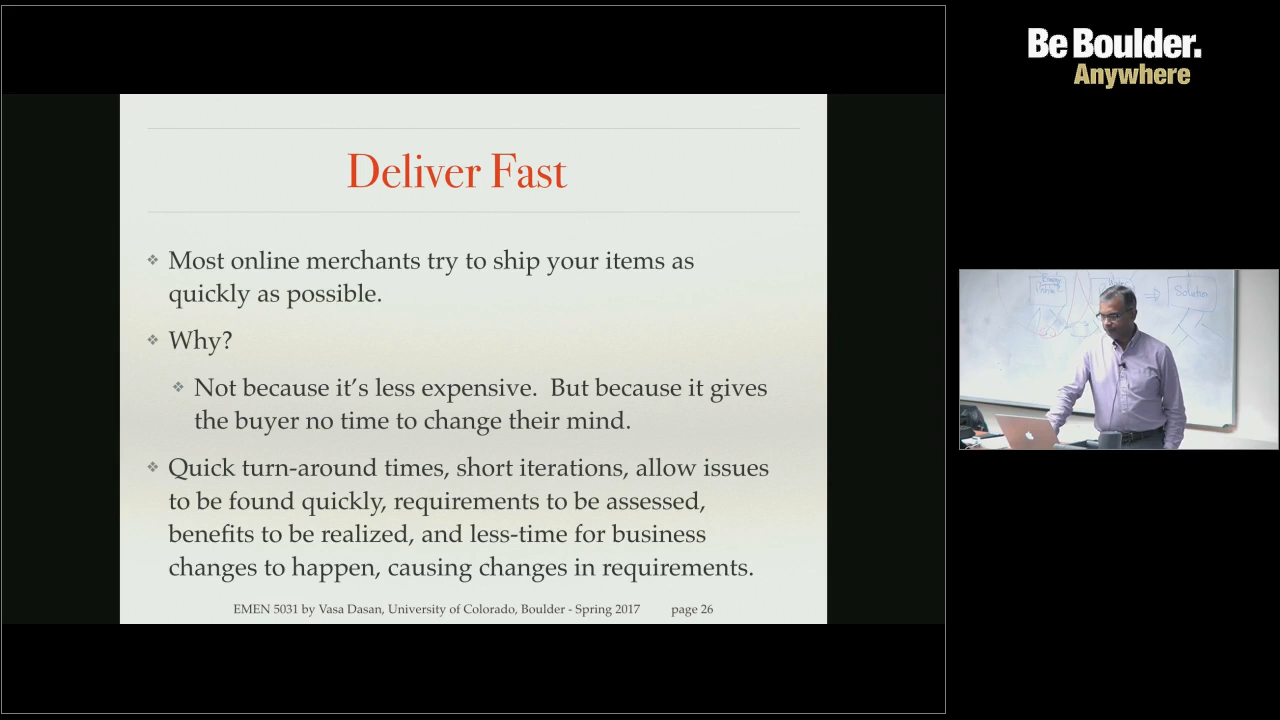 Be Boulder.
Anywhere
Deliver Fast
❖ Most online merchants try to ship your items as
quickly as possible.
❖ Why?
❖ Not because it’s less expensive.  But because it gives
the buyer no time to change their mind.
❖ Quick turn-around times, short iterations, allow issues
to be found quickly, requirements to be assessed,
benefits to be realized, and less-time for business
changes to happen, causing changes in requirements.
EMEN 5031 by Vasa Dasan, University of Colorado, Boulder - Spring 2017 page 26
Solution